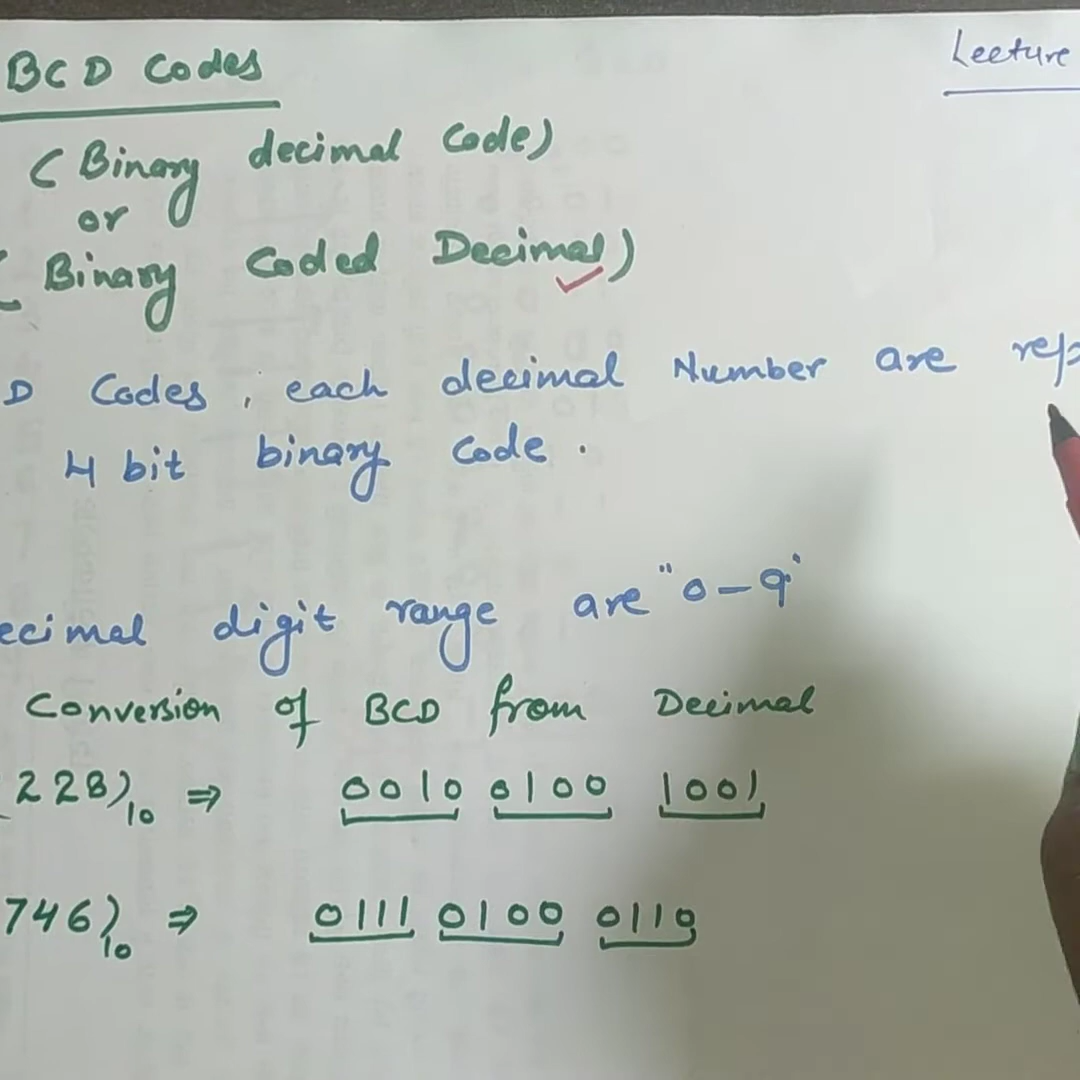 BCD Codes
Lecture
( Binary decimal Code)
or
( Binary Coded Decimal)
D Codes, each decimal Number are rep
4 bit binary Code.
ecimal digit range are "0-9"
Conversion of BCD from Decimal
228)10 ⇒ 0010 0100 1001
746)10 ⇒ 0111 0100 0110